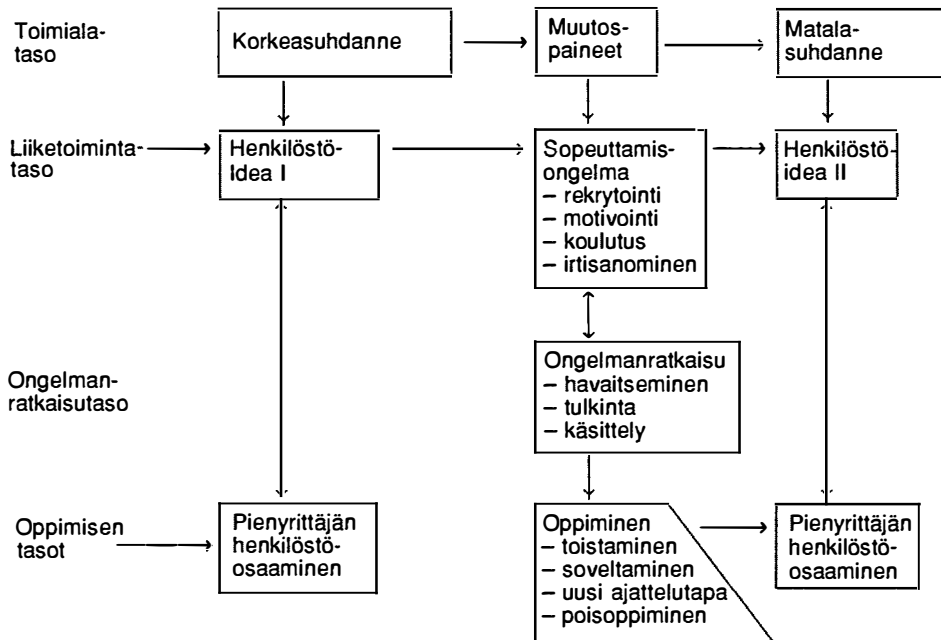 Toimiala-
taso
Korkeasuhdanne
Muutos-
paineet
Matala-
suhdanne
Liiketoiminta-
taso
Henkilöstö-
Idea I
Sopeuttamis-
ongelma
– rekrytointi
– motivointi
– koulutus
– irtisanominen
Henkilöstö-
idea II
Ongelman-
ratkaisutaso
Ongelmanratkaisu
– havaitseminen
– tulkinta
– käsittely
Oppimisen
tasot
Pienyrittäjän
henkilöstö-
osaaminen
Oppiminen
– toistaminen
– soveltaminen
– uusi ajattelutapa
– poisoppiminen
Pienyrittäjän
henkilöstö-
osaaminen